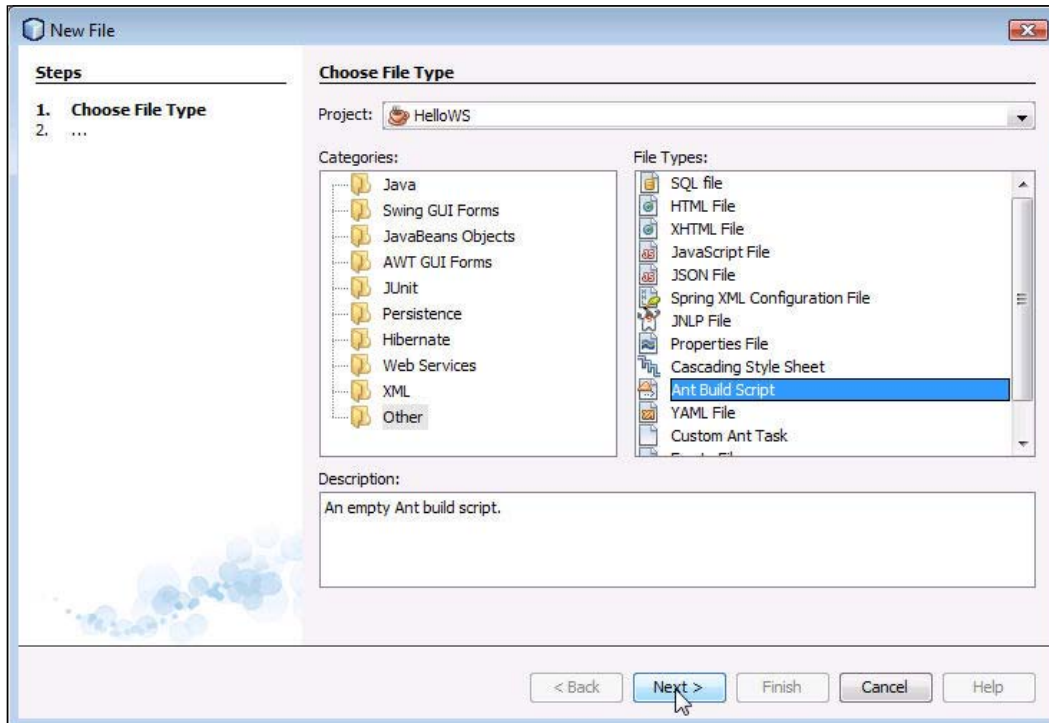 New File
Steps
1. Choose File Type
2. ...
Choose File Type
Project: HelloWS
Categories:
Java
Swing GUI Forms
JavaBeans Objects
AWT GUI Forms
JUnit
Persistence
Hibernate
Web Services
XML
Other
File Types:
SQL file
HTML File
XHTML File
JavaScript File
JSON File
Spring XML Configuration File
JNLP File
Properties File
Cascading Style Sheet
Ant Build Script
YAML File
Custom Ant Task
Description:
An empty Ant build script.
< Back Next > Finish Cancel Help